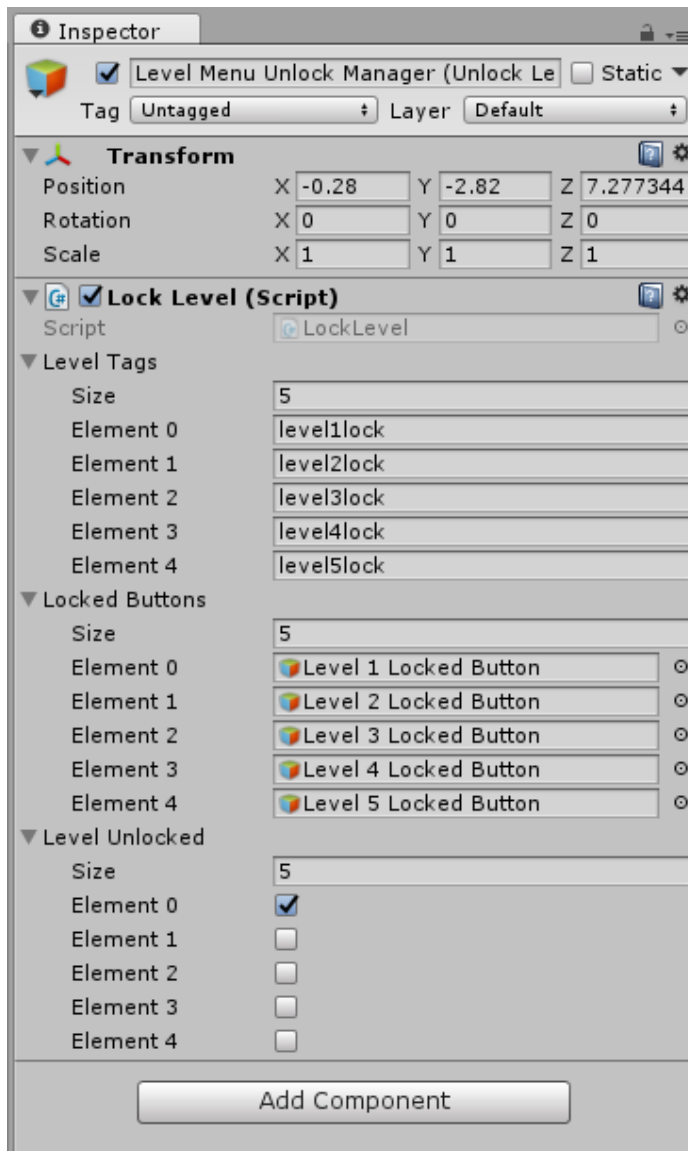 Inspector
Level Menu Unlock Manager (Unlock Le Static
Tag Untagged Layer Default
Transform
Position X -0.28 Y -2.82 Z 7.277344
Rotation X 0 Y 0 Z 0
Scale X 1 Y 1 Z 1
Lock Level (Script)
Script LockLevel
Level Tags
Size 5
Element 0 level1lock
Element 1 level2lock
Element 2 level3lock
Element 3 level4lock
Element 4 level5lock
Locked Buttons
Size 5
Element 0 Level 1 Locked Button
Element 1 Level 2 Locked Button
Element 2 Level 3 Locked Button
Element 3 Level 4 Locked Button
Element 4 Level 5 Locked Button
Level Unlocked
Size 5
Element 0
Element 1
Element 2
Element 3
Element 4
Add Component